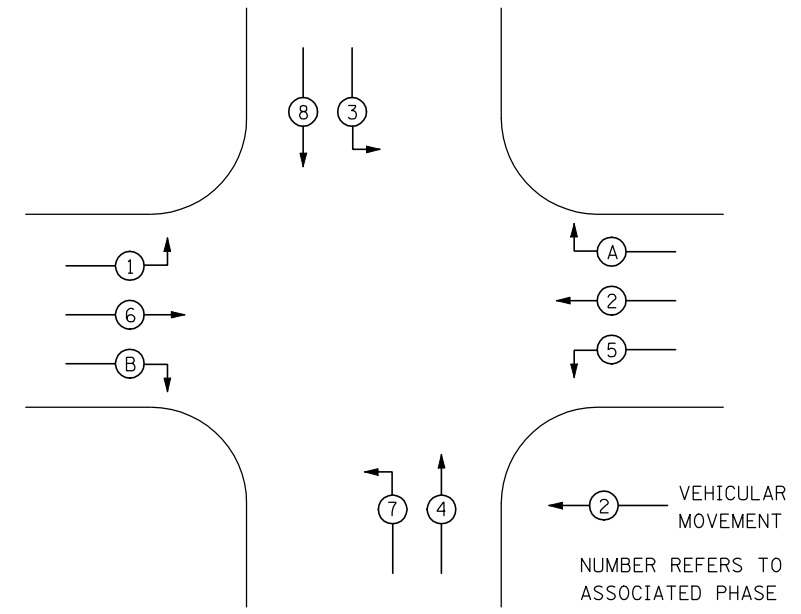 8 3
1
A
6
2
B
5
7 4
2
VEHICULAR
MOVEMENT
NUMBER REFERS TO
ASSOCIATED PHASE